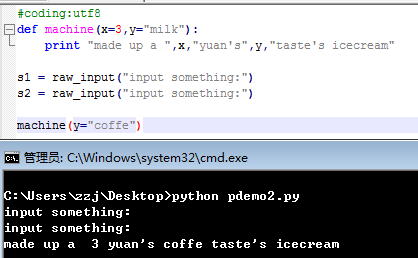 #coding:utf8
def machine(x=3,y="milk"):
    print "made up a ",x,"yuan's",y,"taste's icecream"
s1 = raw_input("input something:")
s2 = raw_input("input something:")
machine(y="coffe")
管理员: C:\Windows\system32\cmd.exe
C:\Users\zzj\Desktop>python pdemo2.py
input something:
input something:
made up a  3 yuan's coffe taste's icecream